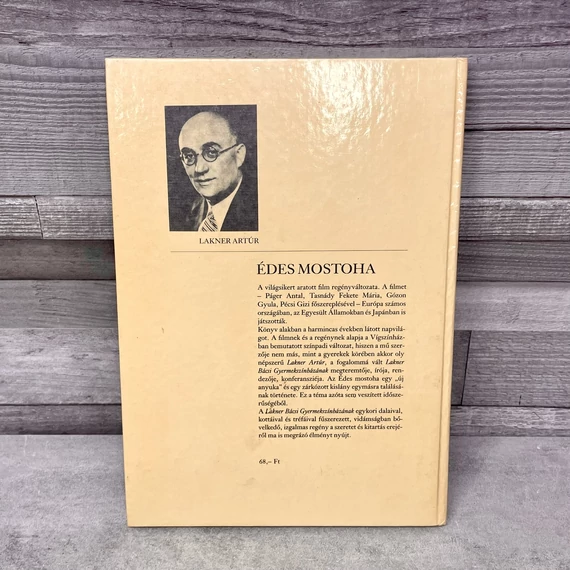 LAKNER ARTÚR
ÉDES MOSTOHA
A világsikert aratott film regényváltozata. A filmet
– Páger Antal, Tasnády Fekete Mária, Gózon
Gyula, Pécsi Gizi főszereplésével – Európa számos
országában, az Egyesült Államokban és Japánban is
játszották.
Könyv alakban a harmincas években látott napvilá-
got. A filmnek és a regénynek alapja a Vígszínház-
ban bemutatott színpadi változat, hiszen a mű szer-
zője nem más, mint a gyerekek körében akkor oly
népszerű Lakner Artúr, a fogalommá vált Lakner
Bácsi Gyermekszínházának megteremtője, írója, ren-
dezője, konferansziéja. Az Édes mostoha egy „új
anyuka” és egy zárkózott kislány egymásra találásá-
nak története. Ez a téma azóta sem veszített idősze-
rűségéből.
A Lakner Bácsi Gyermekszínházának egykori dalaival,
kottáival és tréfáival fűszerezett, vidámságban bő-
velkedő, izgalmas regény a szeretet és kitartás erejé-
ről ma is megrázó élményt nyújt.
68,– Ft